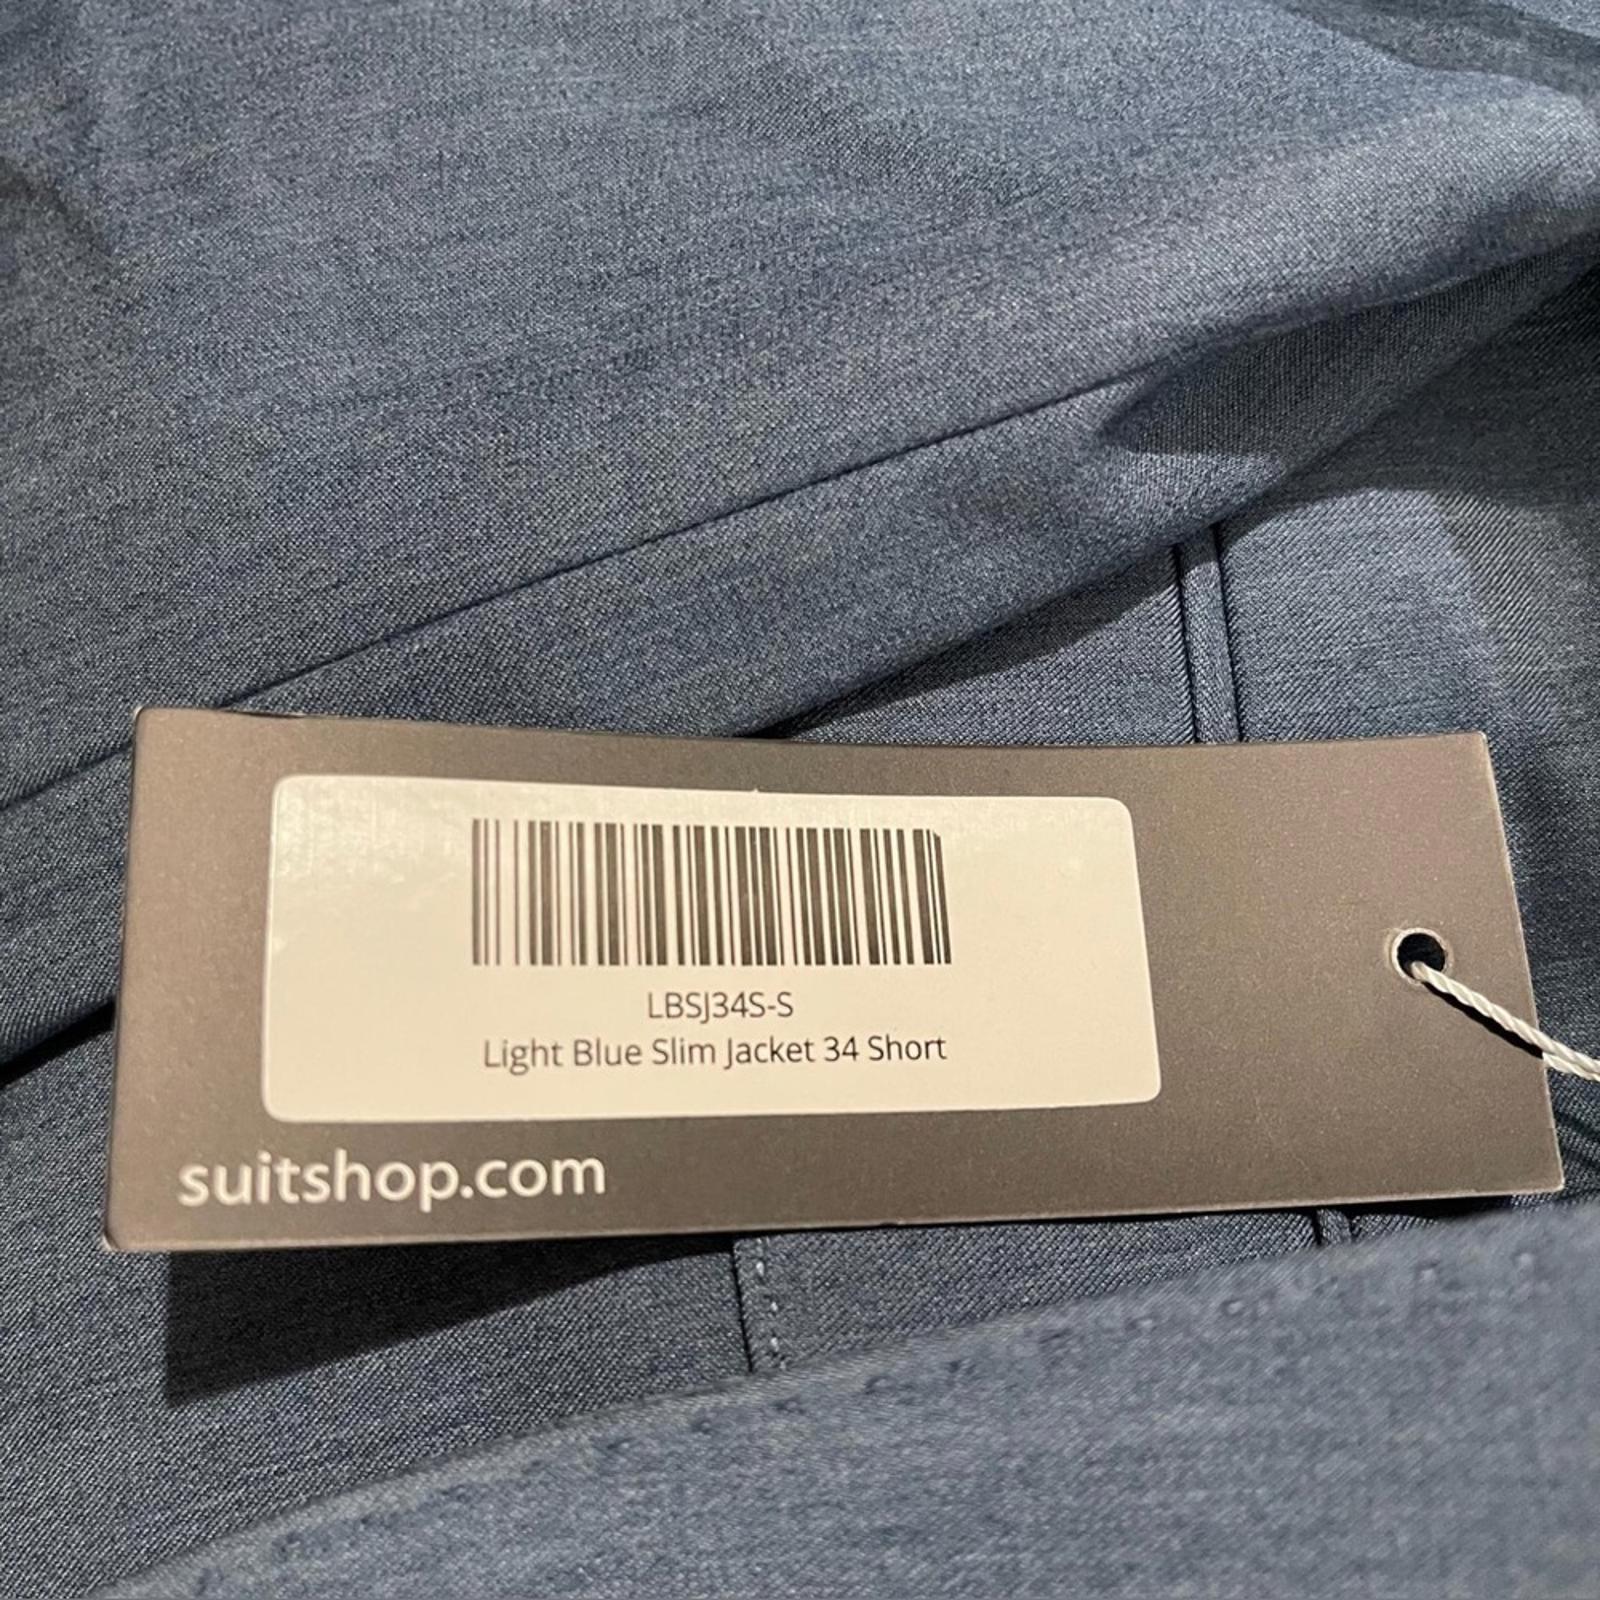 LBSJ34S-S
Light Blue Slim Jacket 34 Short
suitshop.com